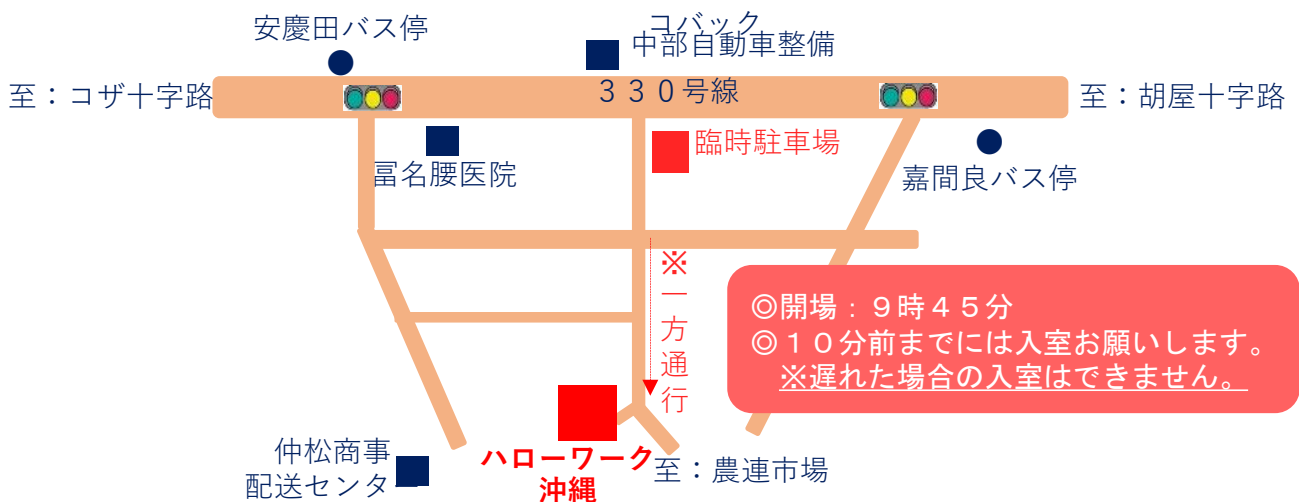 コバック
安慶田バス停
中部自動車整備
至：コザ十字路
３３０号線
至：胡屋十字路
臨時駐車場
冨名腰医院
嘉間良バス停
※一方通行
◎開場：９時４５分
◎１０分前までには入室お願いします。
※遅れた場合の入室はできません。
仲松商事
配送センター
ハローワーク
沖縄
至：農連市場